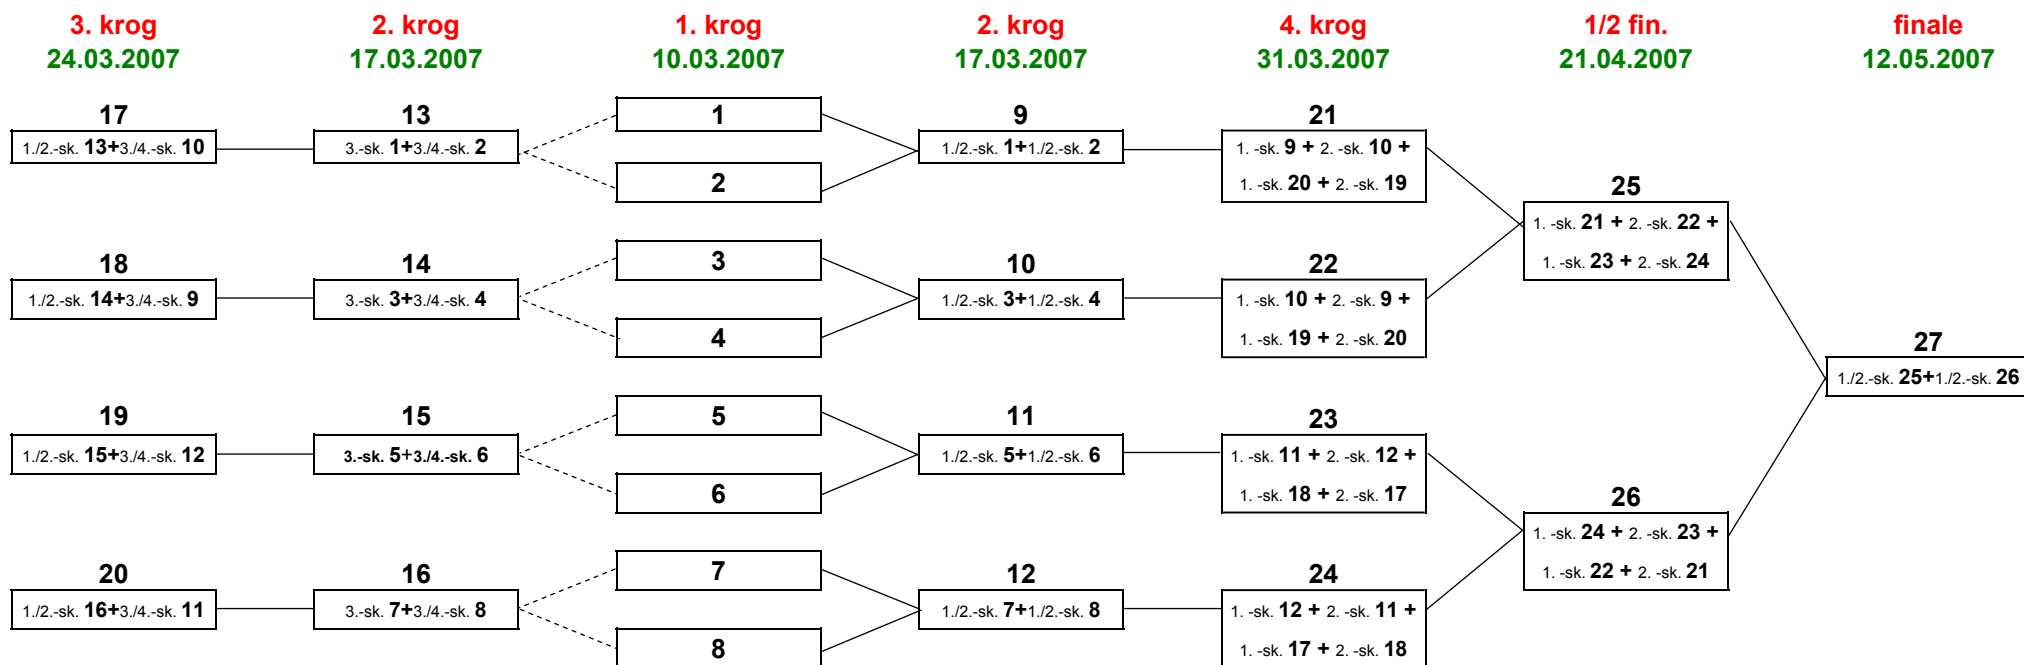 3. krog
24.03.2007
2. krog
17.03.2007
1. krog
10.03.2007
2. krog
17.03.2007
4. krog
31.03.2007
1/2 fin.
21.04.2007
finale
12.05.2007
17
1./2.-sk. 13+3./4.-sk. 10
13
3.-sk. 1+3./4.-sk. 2
1
2
9
1./2.-sk. 1+1./2.-sk. 2
21
1. -sk. 9 + 2. -sk. 10 +
1. -sk. 20 + 2. -sk. 19
25
1. -sk. 21 + 2. -sk. 22 +
1. -sk. 23 + 2. -sk. 24
18
1./2.-sk. 14+3./4.-sk. 9
14
3.-sk. 3+3./4.-sk. 4
3
4
10
1./2.-sk. 3+1./2.-sk. 4
22
1. -sk. 10 + 2. -sk. 9 +
1. -sk. 19 + 2. -sk. 20
27
1./2.-sk. 25+1./2.-sk. 26
19
1./2.-sk. 15+3./4.-sk. 12
15
3.-sk. 5+3./4.-sk. 6
5
6
11
1./2.-sk. 5+1./2.-sk. 6
23
1. -sk. 11 + 2. -sk. 12 +
1. -sk. 18 + 2. -sk. 17
26
1. -sk. 24 + 2. -sk. 23 +
1. -sk. 22 + 2. -sk. 21
20
1./2.-sk. 16+3./4.-sk. 11
16
3.-sk. 7+3./4.-sk. 8
7
8
12
1./2.-sk. 7+1./2.-sk. 8
24
1. -sk. 12 + 2. -sk. 11 +
1. -sk. 17 + 2. -sk. 18